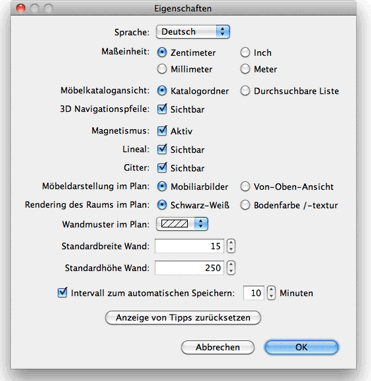 Eigenschaften
Sprache: Deutsch
Maßeinheit: Zentimeter Inch
Millimeter Meter
Möbelkatalogansicht: Katalogordner Durchsuchbare Liste
3D Navigationspfeile: Sichtbar
Magnetismus: Aktiv
Lineal: Sichtbar
Gitter: Sichtbar
Möbeldarstellung im Plan: Mobiliarbilder Von-Oben-Ansicht
Rendering des Raums im Plan: Schwarz-Weiß Bodenfarbe /-textur
Wandmuster im Plan:
Standardbreite Wand: 15
Standardhöhe Wand: 250
Intervall zum automatischen Speichern: 10 Minuten
Anzeige von Tipps zurücksetzen
Abbrechen OK